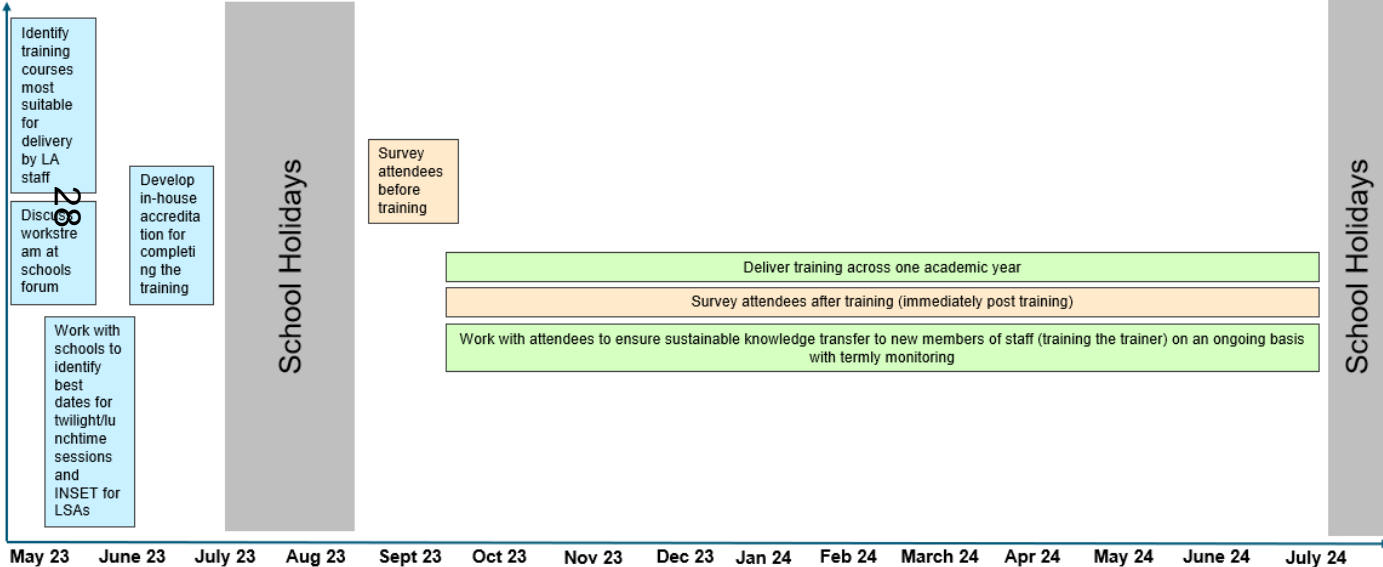 Identify
training
courses
most
suitable
for
delivery
by LA
staff
28
Discuss
workstre
am at
schools
forum
Work with
schools to
identify
best
dates for
twilight/lu
nchtime
sessions
and
INSET for
LSAs
Develop
in-house
accredita
tion for
completi
ng the
training
School Holidays
Survey
attendees
before
training
Deliver training across one academic year
Survey attendees after training (immediately post training)
Work with attendees to ensure sustainable knowledge transfer to new members of staff (training the trainer) on an ongoing basis
with termly monitoring
School Holidays
May 23 June 23 July 23 Aug 23 Sept 23 Oct 23 Nov 23 Dec 23 Jan 24 Feb 24 March 24 Apr 24 May 24 June 24 July 24